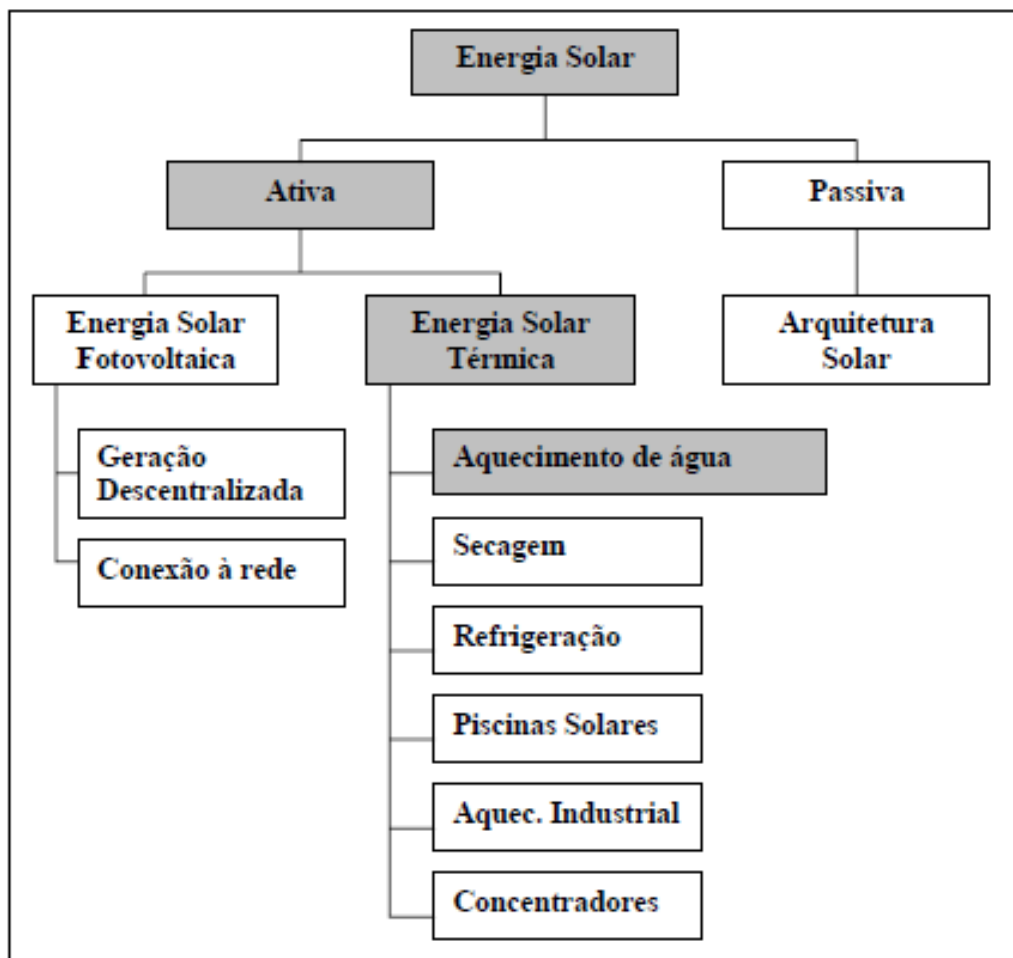 Energia Solar
Ativa
Passiva
Energia Solar
Fotovoltaica
Energia Solar
Térmica
Arquitetura
Solar
Geração
Descentralizada
Conexão à rede
Aquecimento de água
Secagem
Refrigeração
Piscinas Solares
Aquec. Industrial
Concentradores